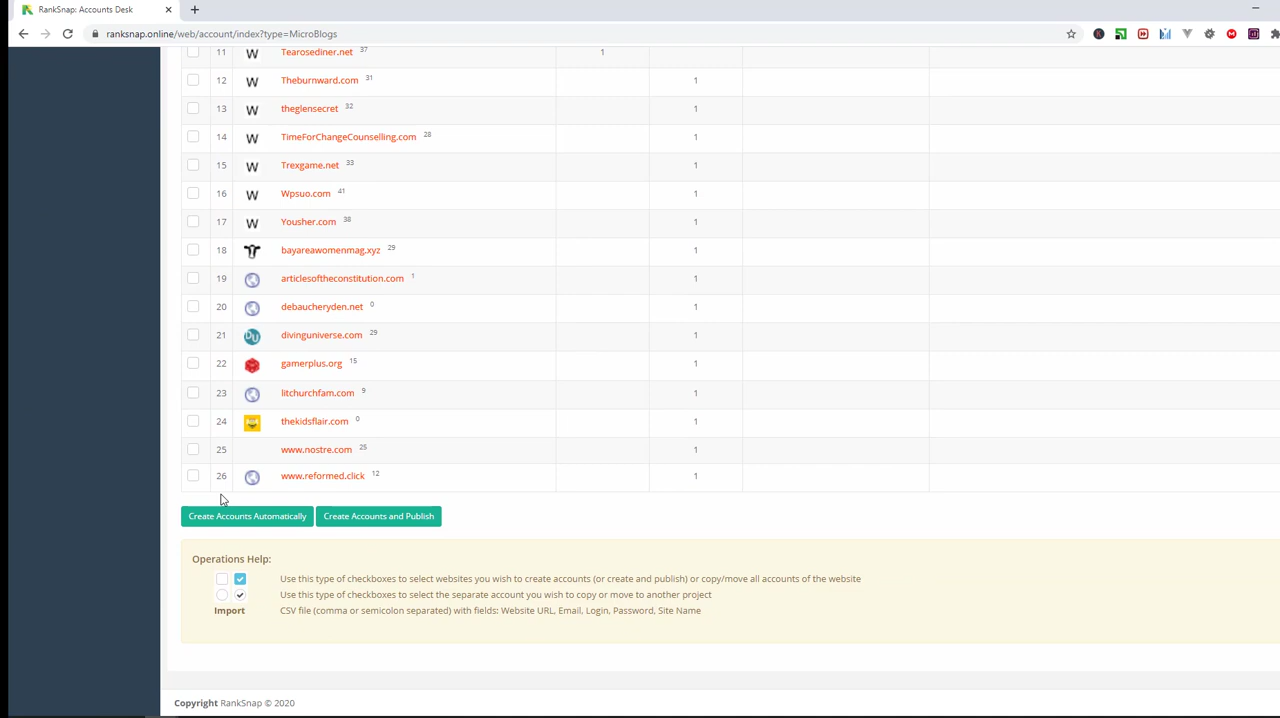 RankSnap: Accounts Desk
ranksnap.online/web/account/index?type=MicroBlogs
11 W Tearosediner.net 37 1
12 W Theburnward.com 31 1
13 W theglensecret 32 1
14 W TimeForChangeCounselling.com 28 1
15 W Trexgame.net 33 1
16 W Wpsuo.com 41 1
17 W Yousher.com 38 1
18 bayareawomenmag.xyz 29 1
19 articlesoftheconstitution.com 1 1
20 debaucheryden.net 0 1
21 DU divinguniverse.com 29 1
22 gamerplus.org 15 1
23 litchurchfam.com 9 1
24 thekidsflair.com 0 1
25 www.nostre.com 25 1
26 www.reformed.click 12 1
Create Accounts Automatically Create Accounts and Publish
Operations Help:
Use this type of checkboxes to select websites you wish to create accounts (or create and publish) or copy/move all accounts of the website
Use this type of checkboxes to select the separate account you wish to copy or move to another project
Import CSV file (comma or semicolon separated) with fields: Website URL, Email, Login, Password, Site Name
Copyright RankSnap © 2020